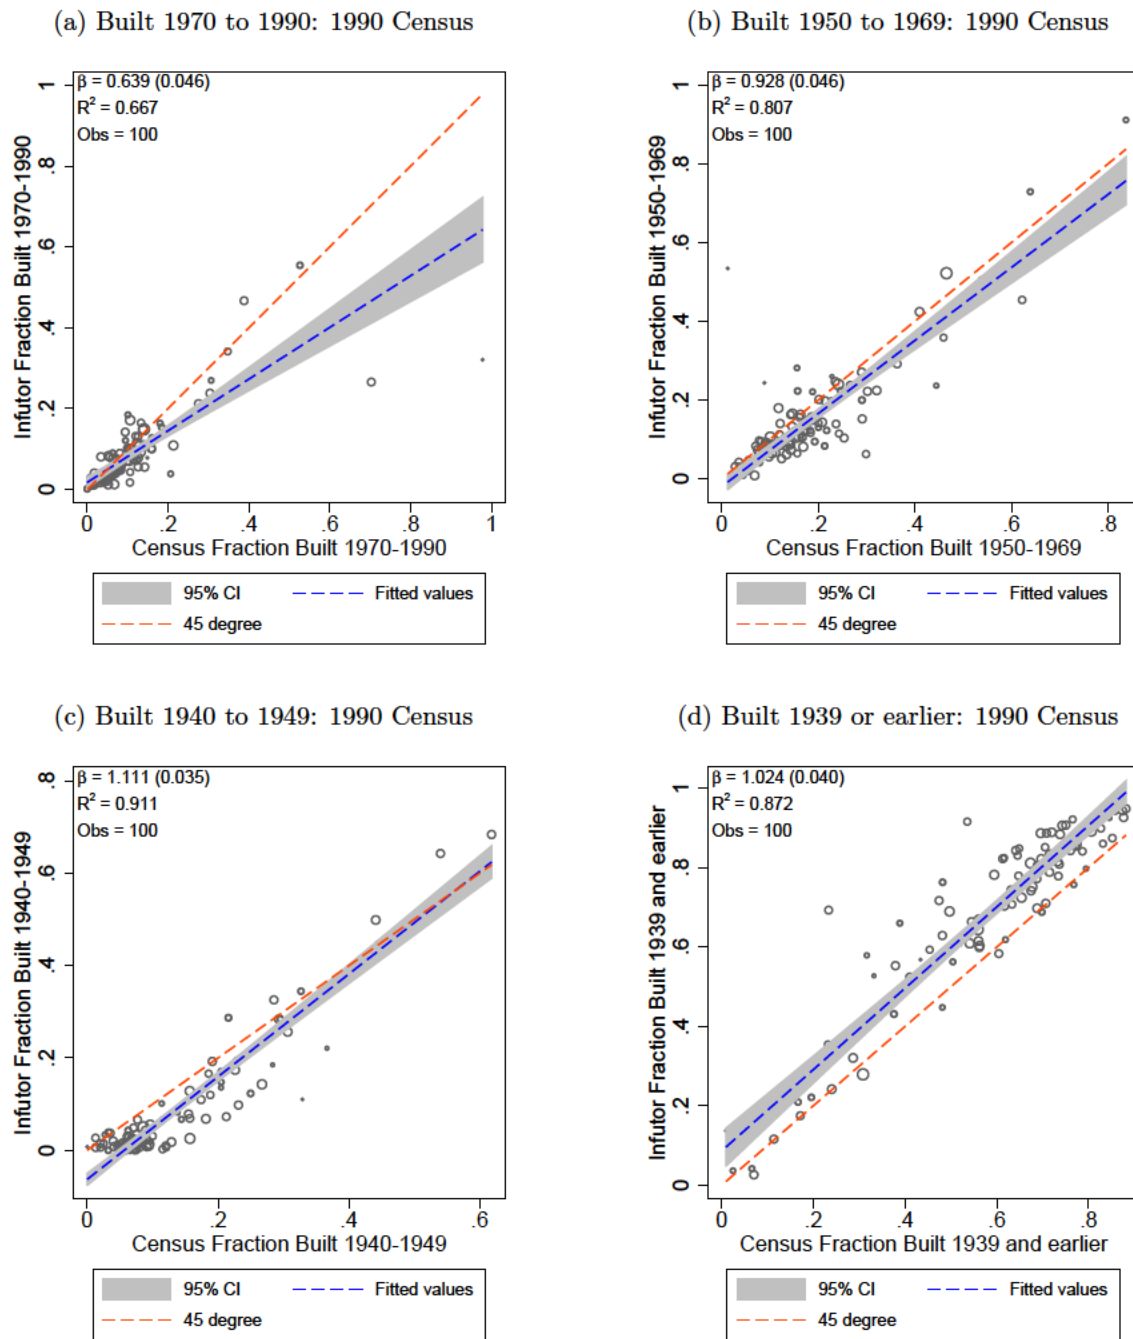 (a) Built 1970 to 1990: 1990 Census
β = 0.639 (0.046)
R² = 0.667
Obs = 100
Infutor Fraction Built 1970-1990
1
.8
.6
.4
.2
0
0 .2 .4 .6 .8 1
Census Fraction Built 1970-1990
95% CI Fitted values
45 degree
(b) Built 1950 to 1969: 1990 Census
β = 0.928 (0.046)
R² = 0.807
Obs = 100
Infutor Fraction Built 1950-1969
1
.8
.6
.4
.2
0
0 .2 .4 .6 .8
Census Fraction Built 1950-1969
95% CI Fitted values
45 degree
(c) Built 1940 to 1949: 1990 Census
β = 1.111 (0.035)
R² = 0.911
Obs = 100
Infutor Fraction Built 1940-1949
.8
.6
.4
.2
0
0 .2 .4 .6
Census Fraction Built 1940-1949
95% CI Fitted values
45 degree
(d) Built 1939 or earlier: 1990 Census
β = 1.024 (0.040)
R² = 0.872
Obs = 100
Infutor Fraction Built 1939 and earlier
1
.8
.6
.4
.2
0
0 .2 .4 .6 .8
Census Fraction Built 1939 and earlier
95% CI Fitted values
45 degree